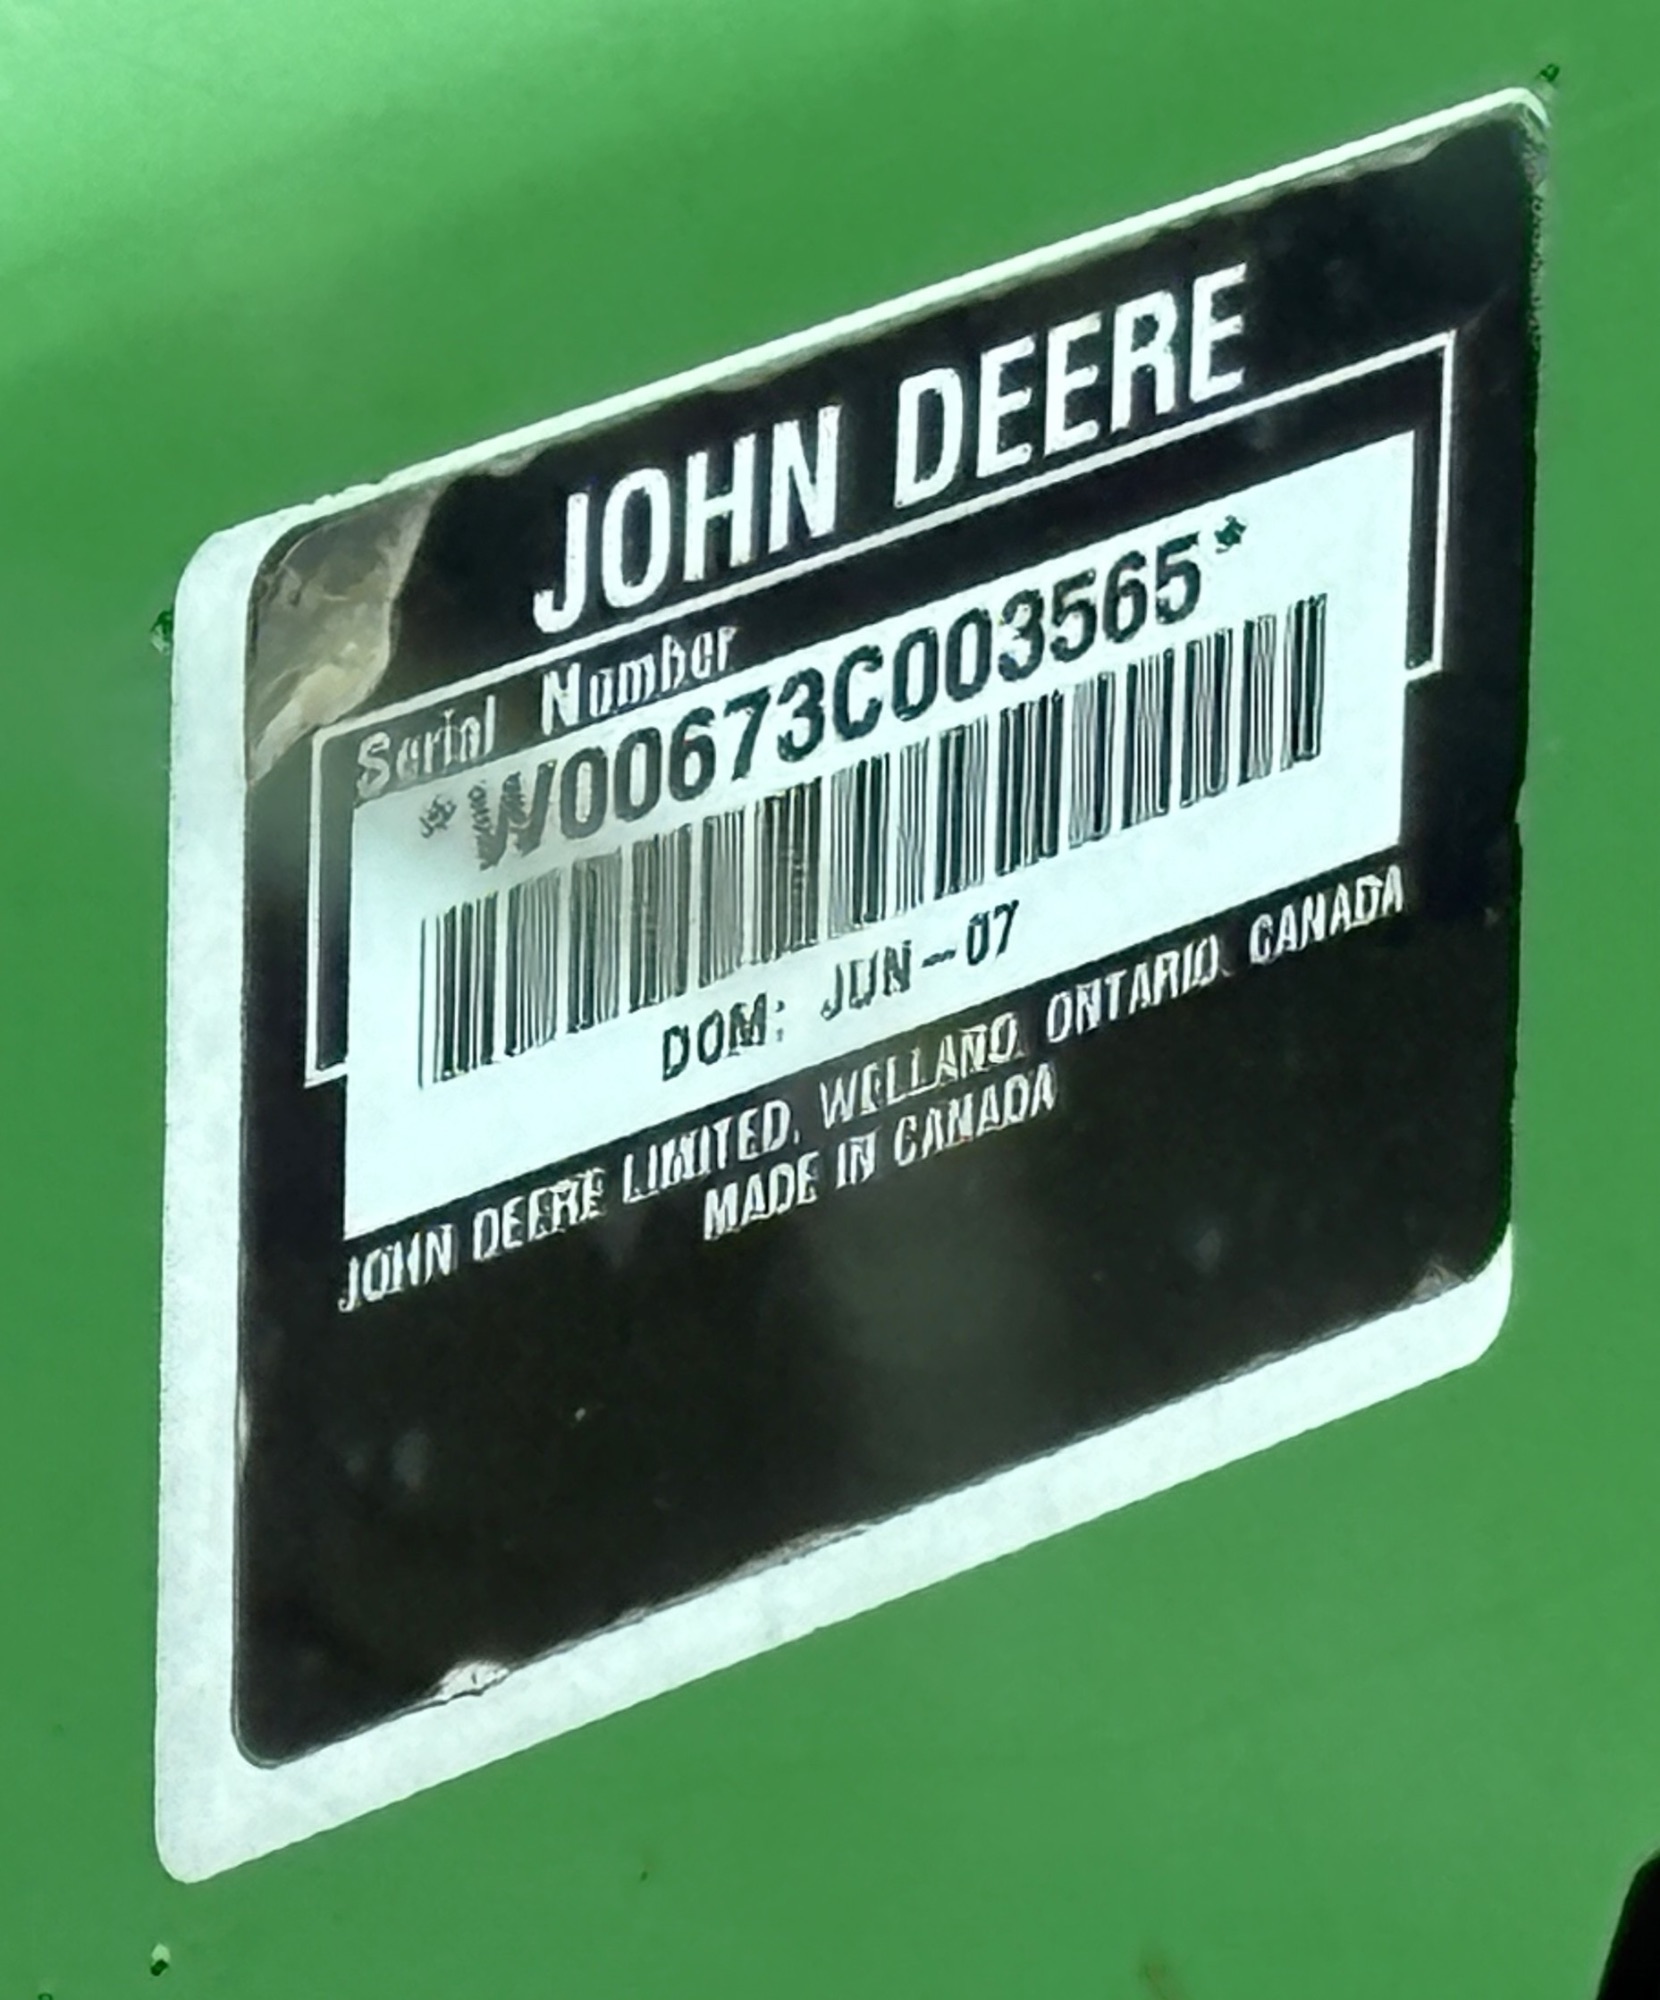 JOHN DEERE
Serial Number
*W00673C003565*
DOM: JUN-07
JOHN DEERE LIMITED, WELLAND, ONTARIO, CANADA
MADE IN CANADA